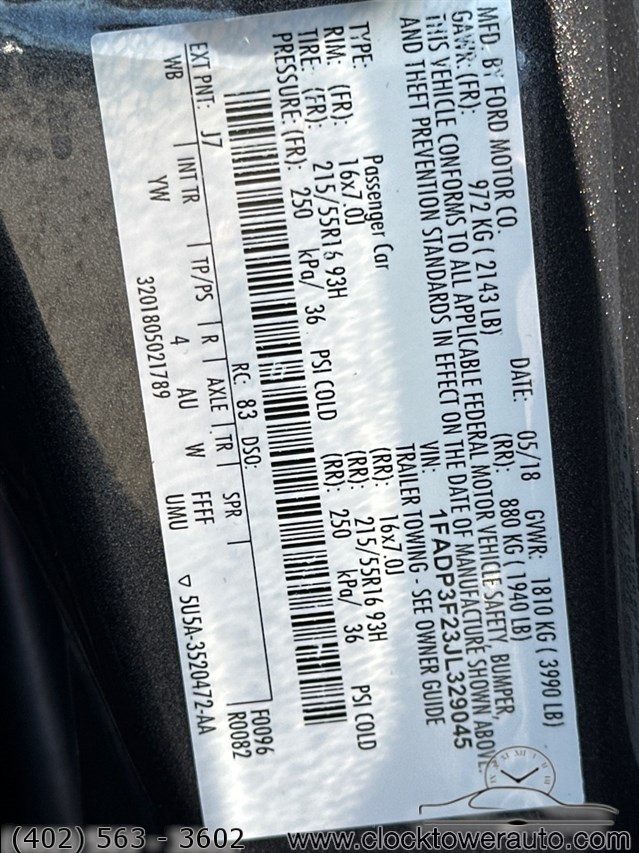 MFD. BY FORD MOTOR CO.
DATE: 05/18 GVWR: 1810 KG ( 3990 LB)
GAWR: (FR): 972 KG ( 2143 LB) (RR): 880 KG ( 1940 LB)
THIS VEHICLE CONFORMS TO ALL APPLICABLE FEDERAL MOTOR VEHICLE SAFETY, BUMPER,
AND THEFT PREVENTION STANDARDS IN EFFECT ON THE DATE OF MANUFACTURE SHOWN ABOVE
VIN: 1FADP3F23JL329045
TYPE: Passenger Car TRAILER TOWING - SEE OWNER GUIDE
RIM: (FR): 16x7.0J (RR): 16x7.0J
TIRE: (FR): 215/55R16 93H (RR): 215/55R16 93H
PRESSURE: (FR): 250 kPa/ 36 PSI COLD (RR): 250 kPa/ 36 PSI COLD
EXT PNT: J7 RC: 83 DSO: F0096
WB INT TR TP/PS R AXLE TR SPR R0082
YW 4 AU W FFFF
UMU
3201805021789 ▽ 5U5A-3520472-AA
(402) 563 - 3602 www.clocktowerauto.com